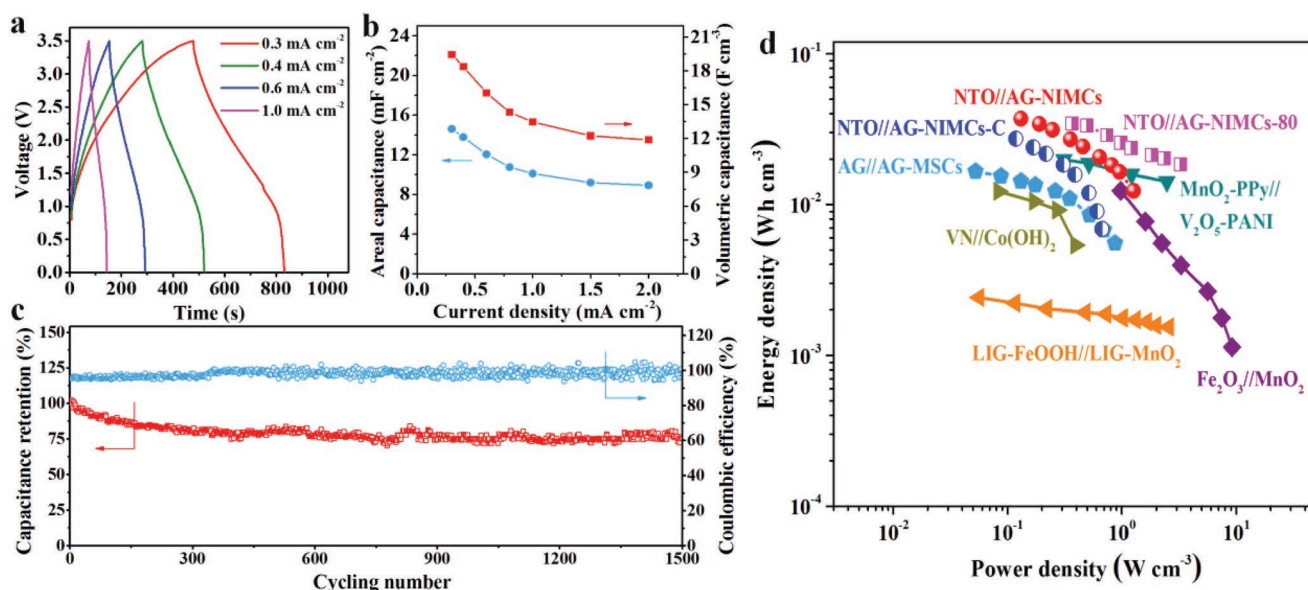 a
3.5
3.0
2.5
2.0
1.5
1.0
0.5
0.0
Voltage (V)
0.3 mA cm⁻²
0.4 mA cm⁻²
0.6 mA cm⁻²
1.0 mA cm⁻²
0 200 400 600 800 1000
Time (s)
b
24
20
16
12
8
4
0
Areal capacitance (mF cm⁻²)
21
18
15
12
9
6
3
0
Volumetric capacitance (F cm⁻³)
0.0 0.5 1.0 1.5 2.0
Current density (mA cm⁻²)
c
150
125
100
75
50
25
0
Capacitance retention (%)
120
100
80
60
40
20
0
Coulombic efficiency (%)
0 300 600 900 1200 1500
Cycling number
d
10⁻¹
10⁻²
10⁻³
10⁻⁴
Energy density (Wh cm⁻³)
NTO//AG-NIMCs
NTO//AG-NIMCs-C
NTO//AG-NIMCs-80
AG//AG-MSCs
MnO₂-PPy//
V₂O₅-PANI
VN//Co(OH)₂
LIG-FeOOH//LIG-MnO₂
Fe₂O₃//MnO₂
10⁻² 10⁻¹ 10⁰ 10¹
Power density (W cm⁻³)